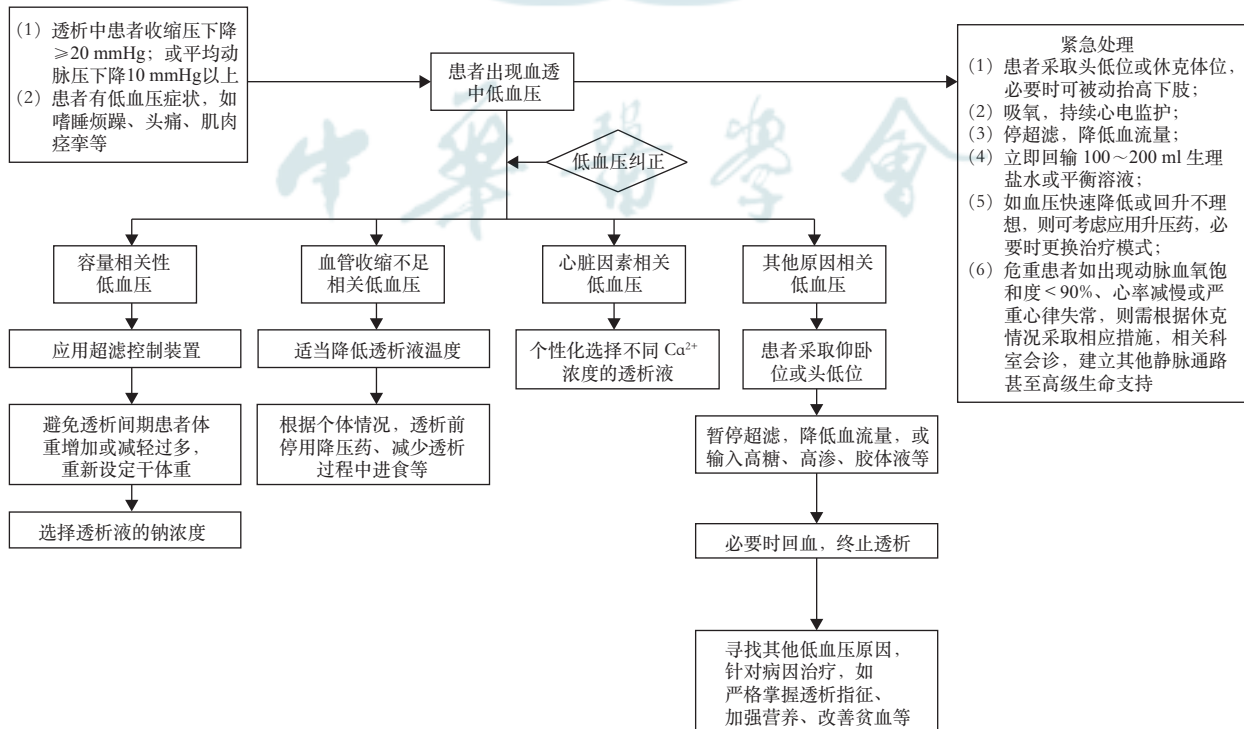 (1) 透析中患者收缩压下降
≥20 mmHg；或平均动
脉压下降10 mmHg以上
(2) 患者有低血压症状，如
嗜睡烦躁、头痛、肌肉
痉挛等
患者出现血透
中低血压
紧急处理
(1) 患者采取头低位或休克体位，
必要时可被动抬高下肢；
(2) 吸氧，持续心电监护；
(3) 停超滤，降低血流量；
(4) 立即回输 100～200 ml 生理
盐水或平衡溶液；
(5) 如血压快速降低或回升不理
想，则可考虑应用升压药，必
要时更换治疗模式；
(6) 危重患者如出现动脉血氧饱
和度＜90%、心率减慢或严
重心律失常，则需根据休克
情况采取相应措施，相关科
室会诊，建立其他静脉通路
甚至高级生命支持
低血压纠正
中華醫學會
容量相关性
低血压
应用超滤控制装置
避免透析间期患者体
重增加或减轻过多，
重新设定干体重
选择透析液的钠浓度
血管收缩不足
相关低血压
适当降低透析液温度
根据个体情况，透析前
停用降压药、减少透析
过程中进食等
心脏因素相关
低血压
个性化选择不同 Ca²⁺
浓度的透析液
其他原因相关
低血压
患者采取仰卧
位或头低位
暂停超滤，降低血流量，或
输入高糖、高渗、胶体液等
必要时回血，终止透析
寻找其他低血压原因，
针对病因治疗，如
严格掌握透析指征、
加强营养、改善贫血等